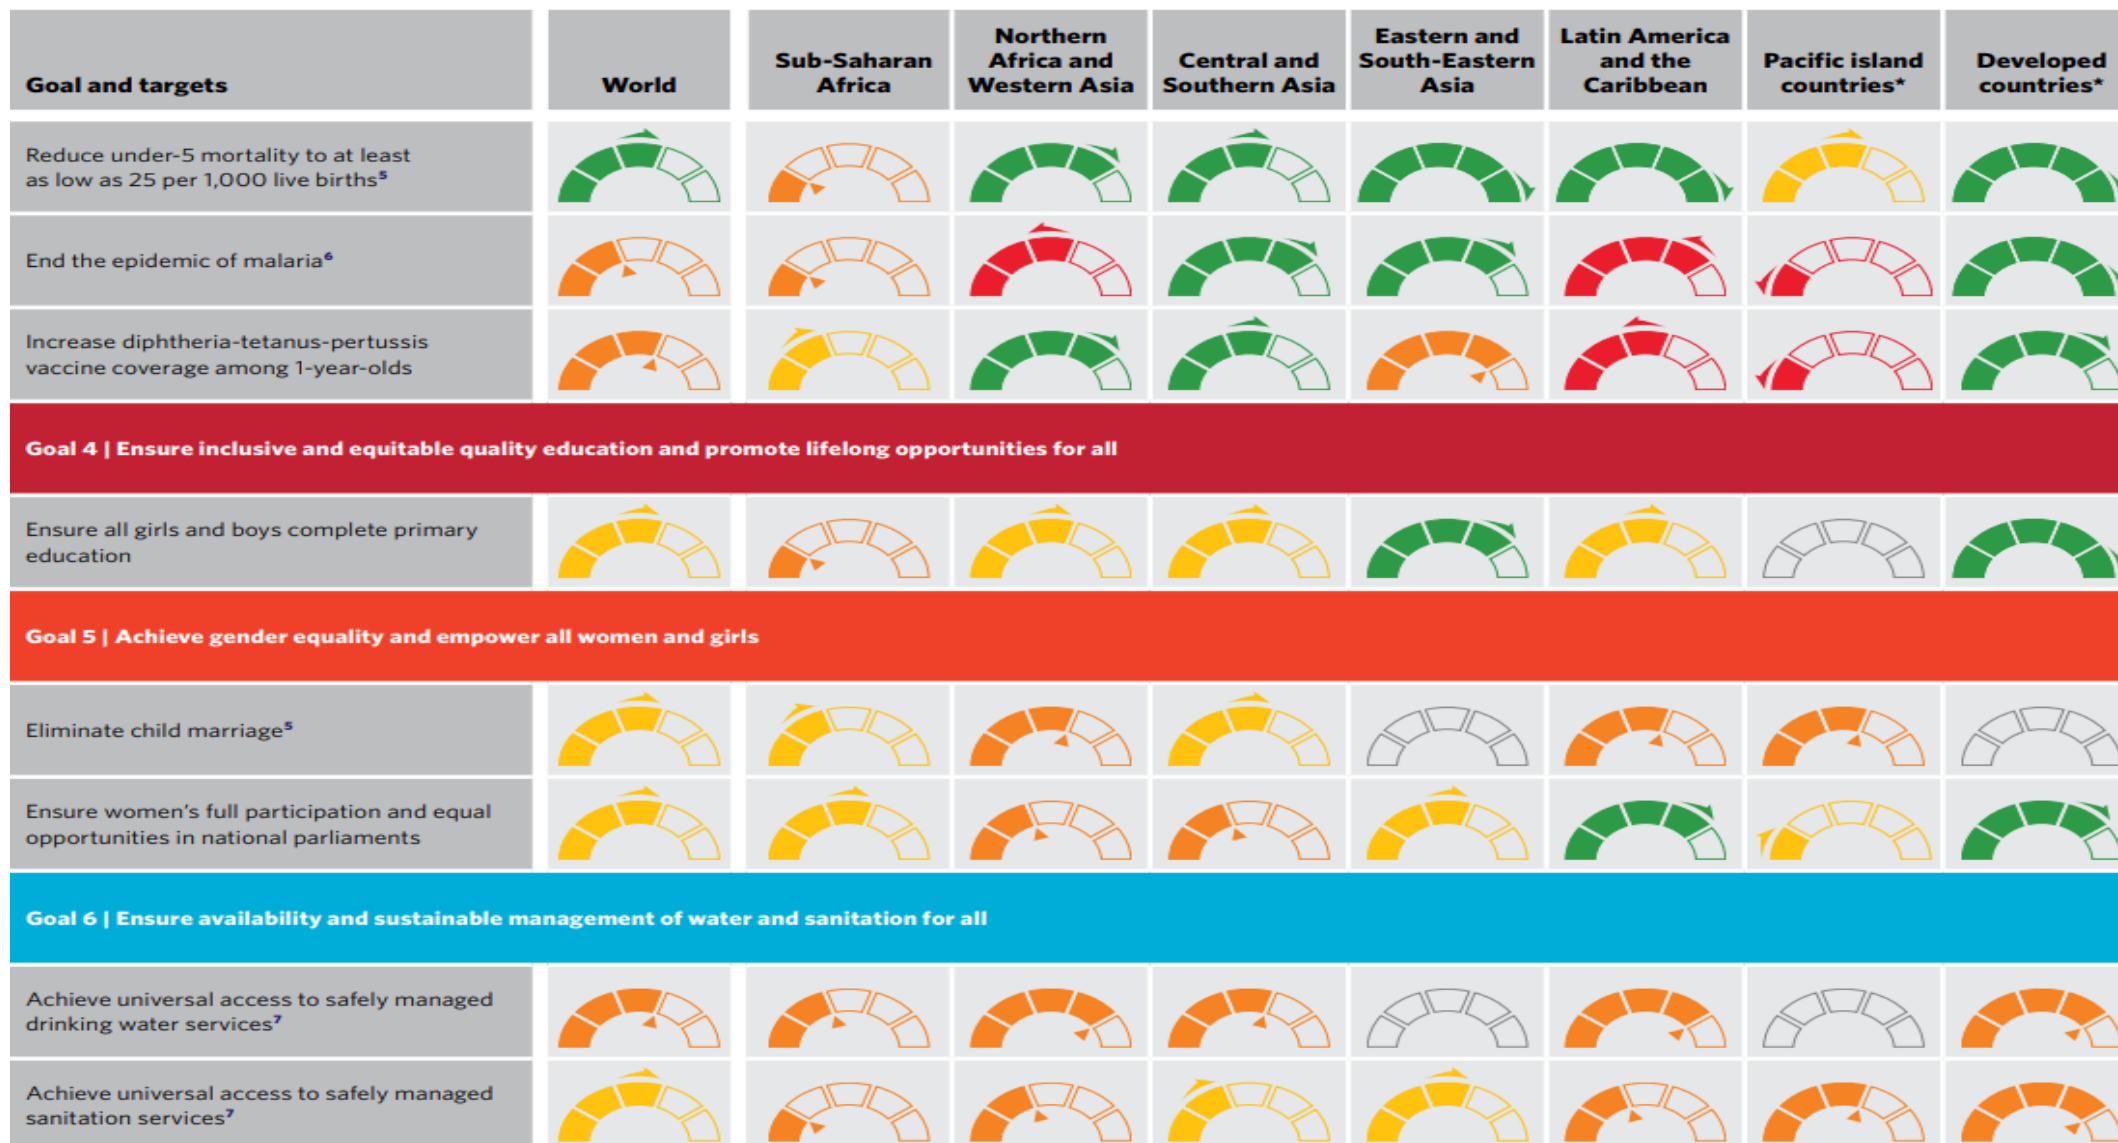 Goal and targets
World
Sub-Saharan
Africa
Northern
Africa and
Western Asia
Central and
Southern Asia
Eastern and
South-Eastern
Asia
Latin America
and the
Caribbean
Pacific island
countries*
Developed
countries*
Reduce under-5 mortality to at least
as low as 25 per 1,000 live births⁵
End the epidemic of malaria⁶
Increase diphtheria-tetanus-pertussis
vaccine coverage among 1-year-olds
Goal 4 | Ensure inclusive and equitable quality education and promote lifelong opportunities for all
Ensure all girls and boys complete primary
education
Goal 5 | Achieve gender equality and empower all women and girls
Eliminate child marriage⁵
Ensure women’s full participation and equal
opportunities in national parliaments
Goal 6 | Ensure availability and sustainable management of water and sanitation for all
Achieve universal access to safely managed
drinking water services⁷
Achieve universal access to safely managed
sanitation services⁷